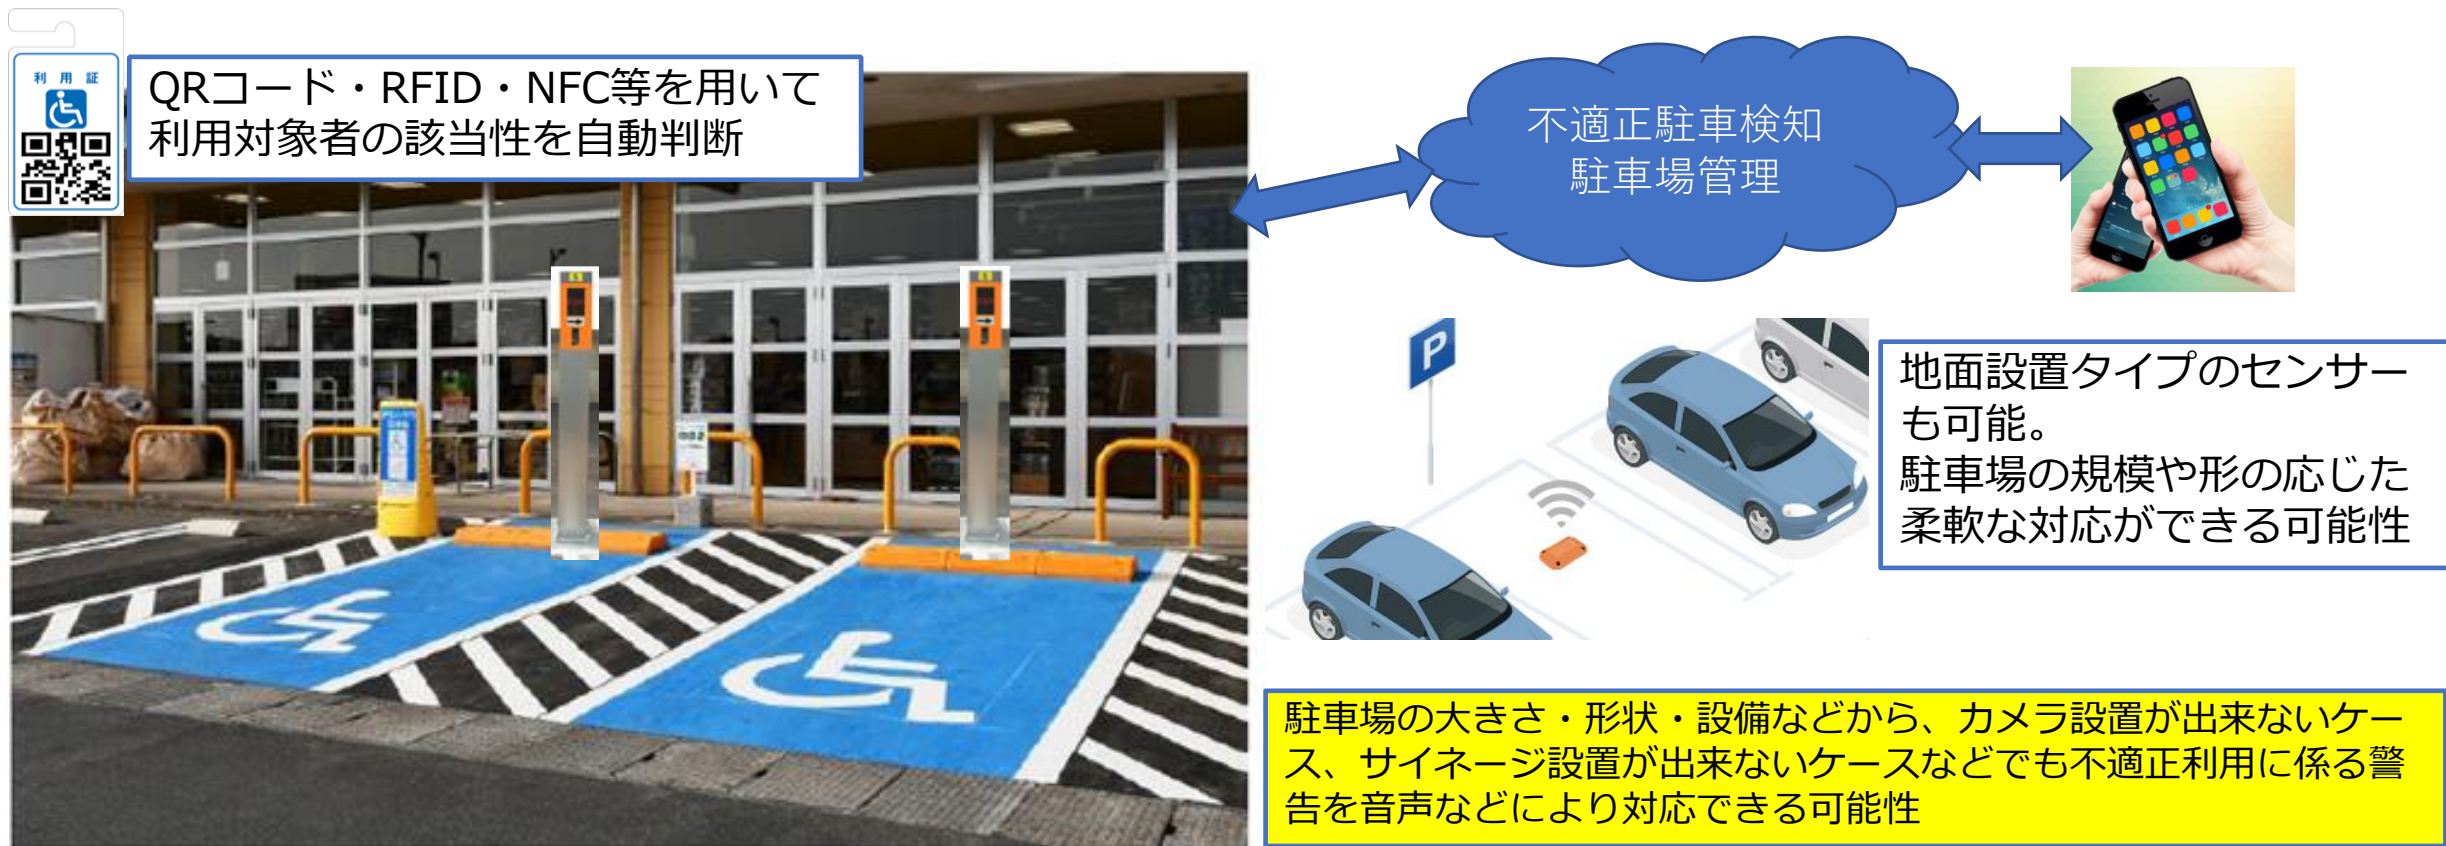 利用証
QRコード・RFID・NFC等を用いて
利用対象者の該当性を自動判断
不適正駐車検知
駐車場管理
P
地面設置タイプのセンサー
も可能。
駐車場の規模や形の応じた
柔軟な対応ができる可能性
駐車場の大きさ・形状・設備などから、カメラ設置が出来ないケー
ス、サイネージ設置が出来ないケースなどでも不適正利用に係る警
告を音声などにより対応できる可能性